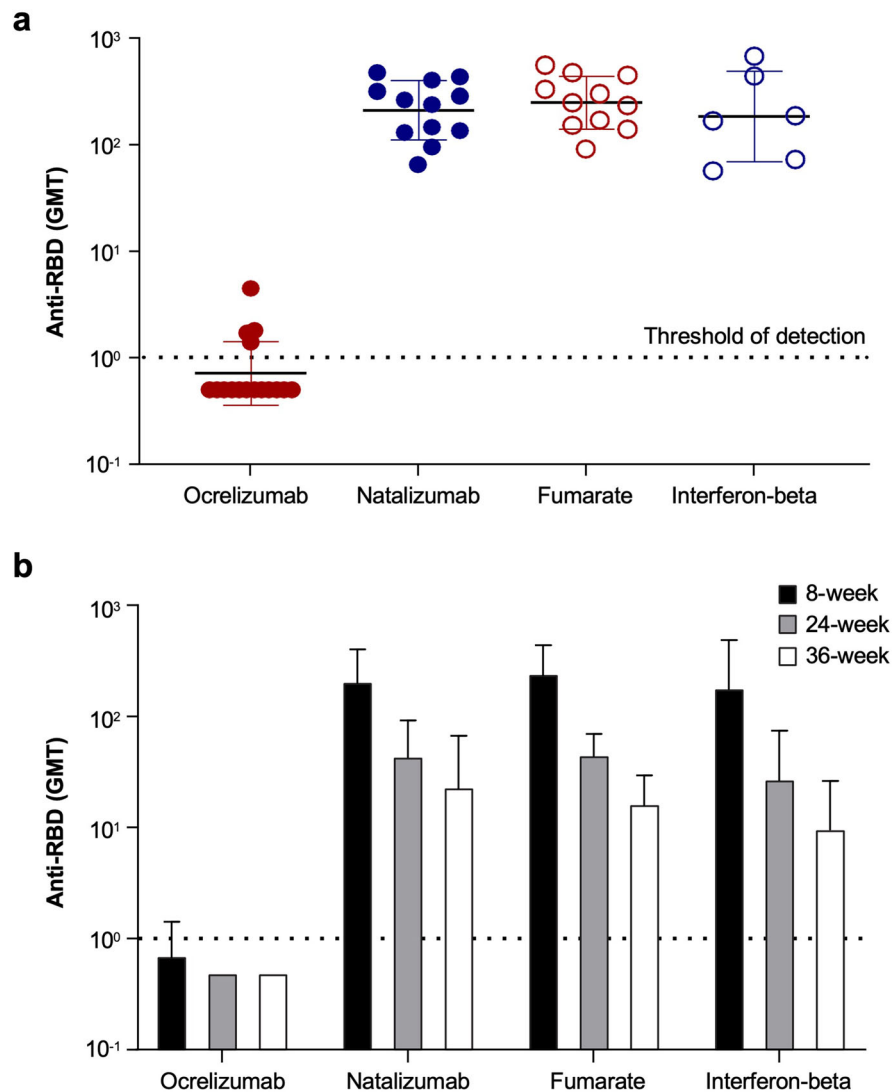 a
10³
10²
10¹
10⁰
10⁻¹
Anti-RBD (GMT)
Threshold of detection
Ocrelizumab Natalizumab Fumarate Interferon-beta
b
8-week
24-week
36-week
10³
10²
10¹
10⁰
10⁻¹
Anti-RBD (GMT)
Ocrelizumab Natalizumab Fumarate Interferon-beta